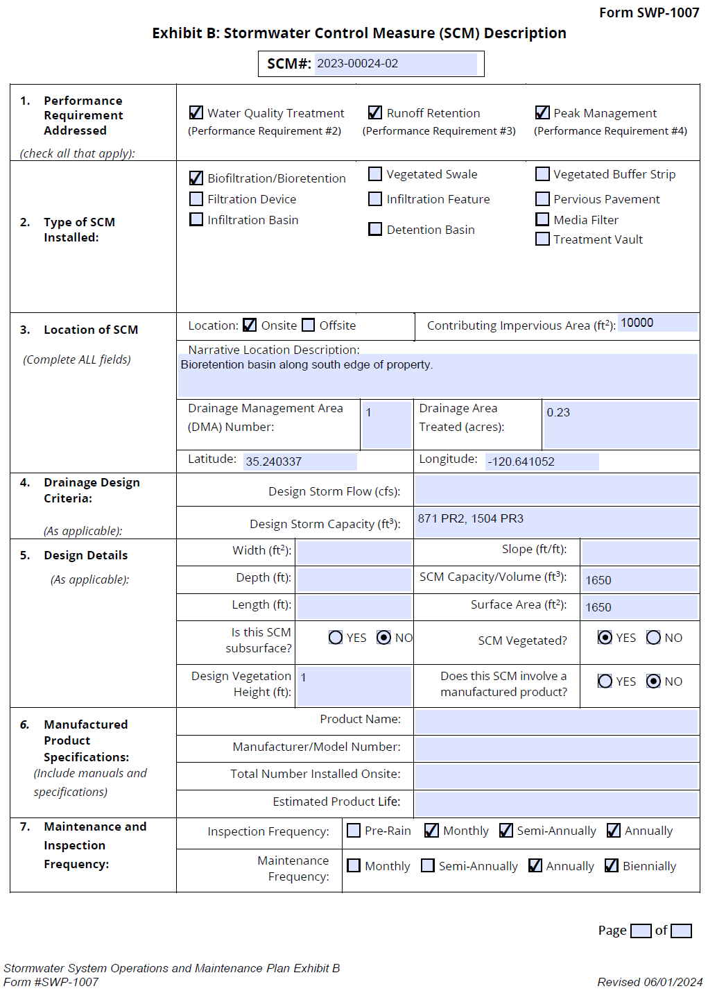 Form SWP-1007
Exhibit B: Stormwater Control Measure (SCM) Description
SCM#: 2023-00024-02
1. Performance Requirement Addressed
(check all that apply):
Water Quality Treatment
(Performance Requirement #2)
Runoff Retention
(Performance Requirement #3)
Peak Management
(Performance Requirement #4)
2. Type of SCM Installed:
Biofiltration/Bioretention
Vegetated Swale
Vegetated Buffer Strip
Filtration Device
Infiltration Feature
Pervious Pavement
Infiltration Basin
Detention Basin
Media Filter
Treatment Vault
3. Location of SCM
(Complete ALL fields)
Location: Onsite Offsite
Contributing Impervious Area (ft²): 10000
Narrative Location Description:
Bioretention basin along south edge of property.
Drainage Management Area
(DMA) Number:
1
Drainage Area
Treated (acres):
0.23
Latitude: 35.240337
Longitude: -120.641052
4. Drainage Design
Criteria:
(As applicable):
Design Storm Flow (cfs):
Design Storm Capacity (ft³): 871 PR2, 1504 PR3
5. Design Details
(As applicable):
Width (ft²):
Slope (ft/ft):
Depth (ft):
SCM Capacity/Volume (ft³): 1650
Length (ft):
Surface Area (ft²): 1650
Is this SCM
subsurface?
YES NO
SCM Vegetated? YES NO
Design Vegetation
Height (ft):
1
Does this SCM involve a
manufactured product?
YES NO
6. Manufactured
Product
Specifications:
(Include manuals and
specifications)
Product Name:
Manufacturer/Model Number:
Total Number Installed Onsite:
Estimated Product Life:
7. Maintenance and
Inspection
Frequency:
Inspection Frequency: Pre-Rain Monthly Semi-Annually Annually
Maintenance
Frequency:
Monthly Semi-Annually Annually Biennially
Page of
Stormwater System Operations and Maintenance Plan Exhibit B
Form #SWP-1007
Revised 06/01/2024